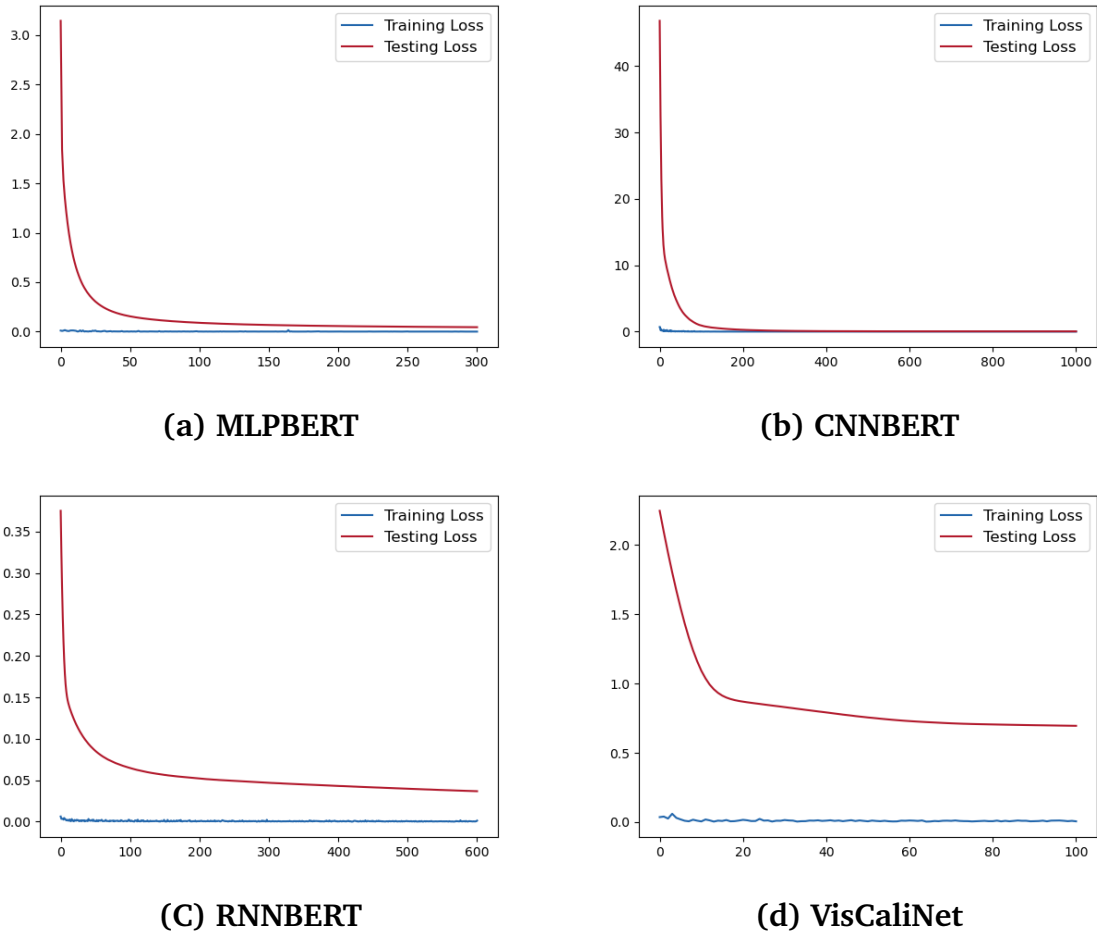 3.0
2.5
2.0
1.5
1.0
0.5
0.0
0 50 100 150 200 250 300
Training Loss
Testing Loss
(a) MLPBERT
40
30
20
10
0
0 200 400 600 800 1000
Training Loss
Testing Loss
(b) CNNBERT
0.35
0.30
0.25
0.20
0.15
0.10
0.05
0.00
0 100 200 300 400 500 600
Training Loss
Testing Loss
(C) RNNBERT
2.0
1.5
1.0
0.5
0.0
0 20 40 60 80 100
Training Loss
Testing Loss
(d) VisCaliNet